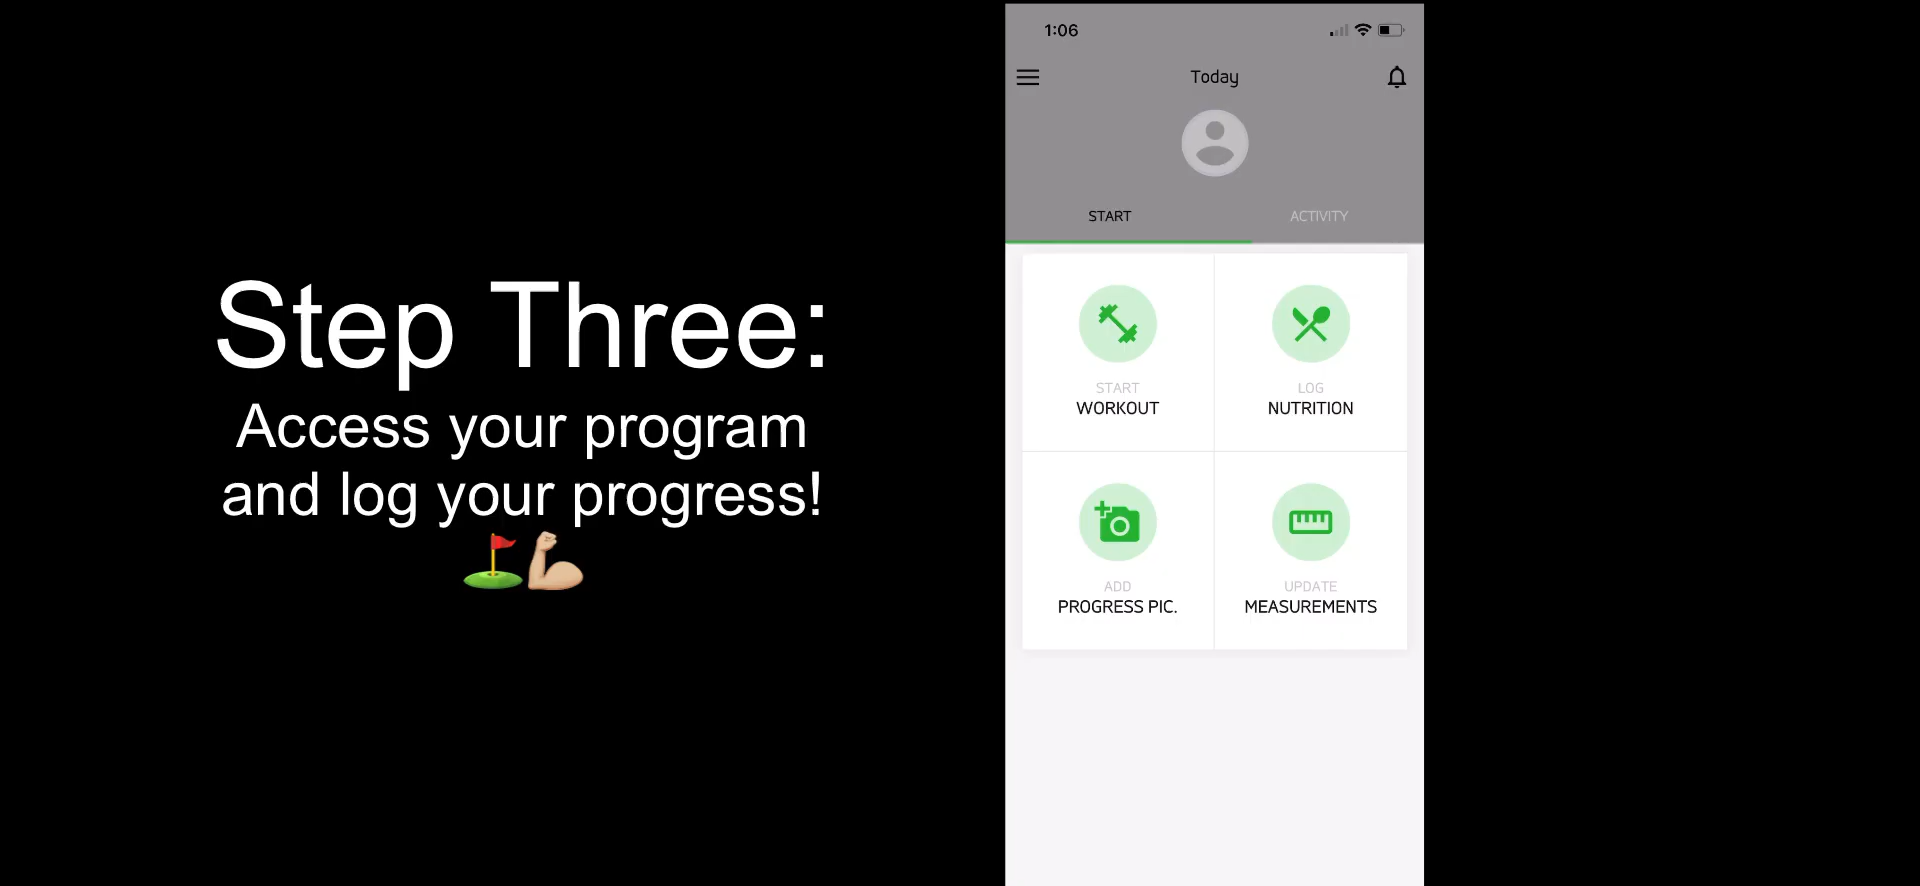 Step Three:
Access your program
and log your progress!
1:06
Today
START
ACTIVITY
START
WORKOUT
LOG
NUTRITION
ADD
PROGRESS PIC.
UPDATE
MEASUREMENTS